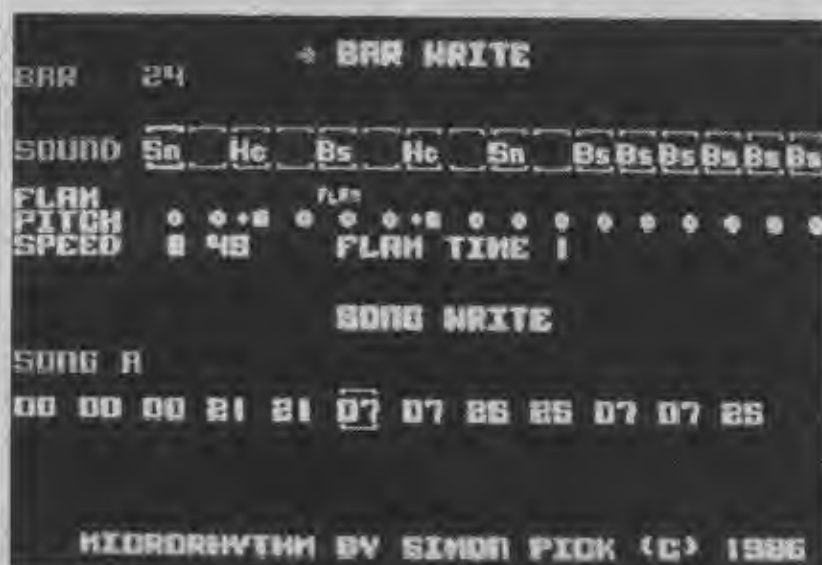 * BAR WRITE
BAR 24
SOUND Sn Hc Bs Hc Sn Bs Bs Bs Bs Bs Bs
FLAM FLAM
PITCH
SPEED 48 FLAM TIME 1
SONG WRITE
SONG A
00 00 00 21 21 07 07 25 07 07 25
MICRORHYTHM BY SIMON PICK (C) 1986